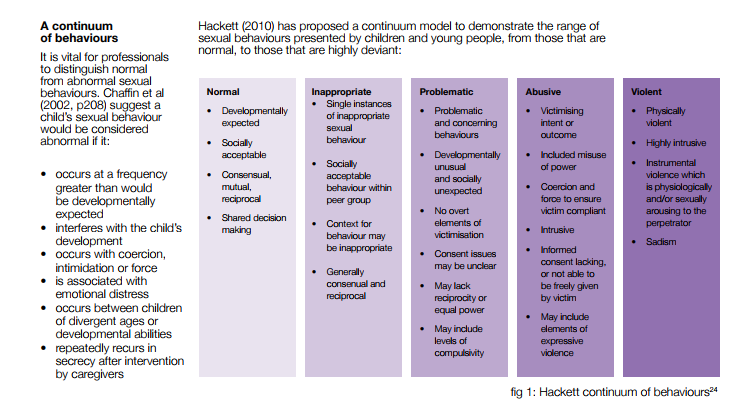 A continuum
of behaviours
It is vital for professionals
to distinguish normal
from abnormal sexual
behaviours. Chaffin et al
(2002, p208) suggest a
child's sexual behaviour
would be considered
abnormal if it:
• occurs at a frequency
greater than would
be developmentally
expected
• interferes with the child's
development
• occurs with coercion,
intimidation or force
• is associated with
emotional distress
• occurs between children
of divergent ages or
developmental abilities
• repeatedly recurs in
secrecy after intervention
by caregivers
Hackett (2010) has proposed a continuum model to demonstrate the range of
sexual behaviours presented by children and young people, from those that are
normal, to those that are highly deviant:
Normal
• Developmentally
expected
• Socially
acceptable
• Consensual,
mutual,
reciprocal
• Shared decision
making
Inappropriate
• Single instances
of inappropriate
sexual
behaviour
• Socially
acceptable
behaviour within
peer group
• Context for
behaviour may
be inappropriate
• Generally
consenual and
reciprocal
Problematic
• Problematic
and concerning
behaviours
• Developmentally
unusual
and socially
unexpected
• No overt
elements of
victimisation
• Consent issues
may be unclear
• May lack
reciprocity or
equal power
• May include
levels of
compulsivity
Abusive
• Victimising
intent or
outcome
• Included misuse
of power
• Coercion and
force to ensure
victim compliant
• Intrusive
• Informed
consent lacking,
or not able to
be freely given
by victim
• May include
elements of
expressive
violence
Violent
• Physically
violent
• Highly intrusive
• Instrumental
violence which
is physiologically
and/or sexually
arousing to the
perpetrator
• Sadism
fig 1: Hackett continuum of behaviours²⁴